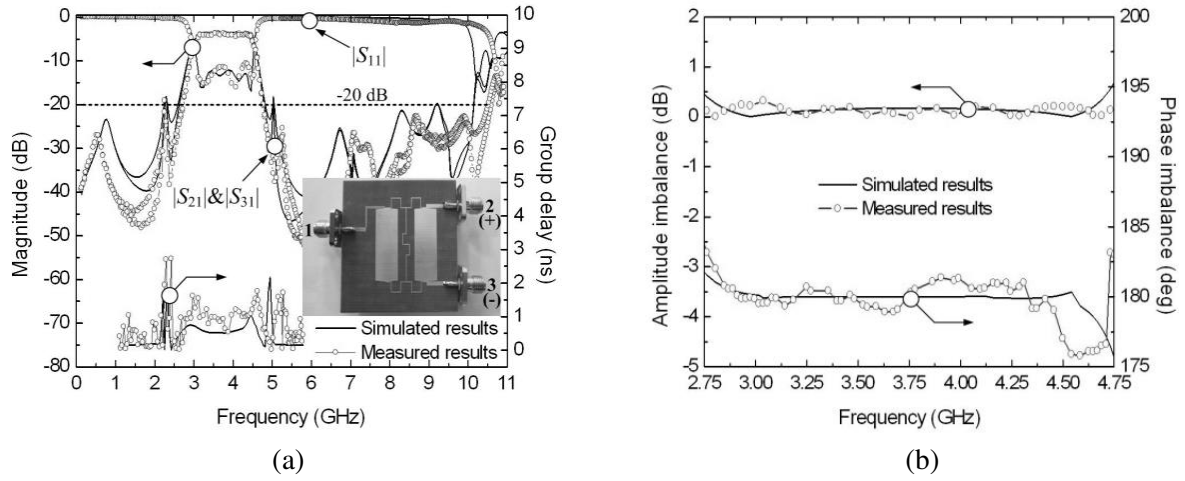 0
-10
-20
-30
-40
-50
-60
-70
-80
Magnitude (dB)
10
9
8
7
6
5
4
3
2
1
0
Group delay (ns)
|S11|
-20 dB
|S21|&|S31|
1
2
(+)
3
(-)
Simulated results
Measured results
0 1 2 3 4 5 6 7 8 9 10 11
Frequency (GHz)
(a)
2
1
0
-1
-2
-3
-4
-5
Amplitude imbalance (dB)
200
195
190
185
180
175
Phase imbalance (deg)
Simulated results
Measured results
2.75 3.00 3.25 3.50 3.75 4.00 4.25 4.50 4.75
Frequency (GHz)
(b)